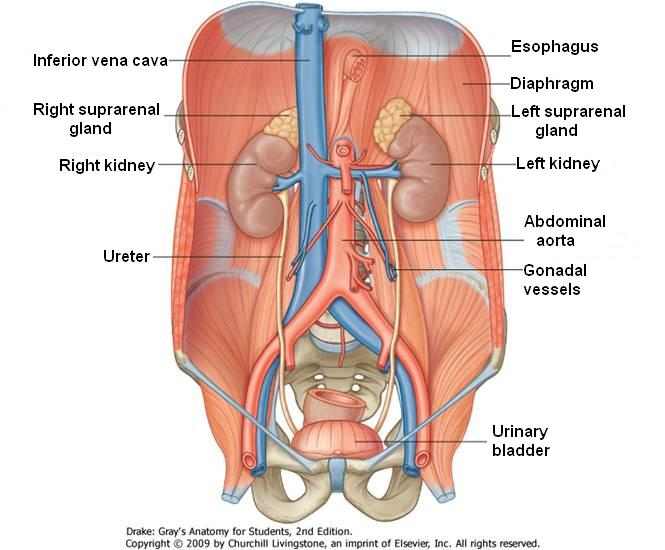 Inferior vena cava
Right suprarenal
gland
Right kidney
Ureter
Esophagus
Diaphragm
Left suprarenal
gland
Left kidney
Abdominal
aorta
Gonadal
vessels
Urinary
bladder
Drake: Gray's Anatomy for Students, 2nd Edition.
Copyright © 2009 by Churchill Livingstone, an imprint of Elsevier, Inc. All rights reserved.